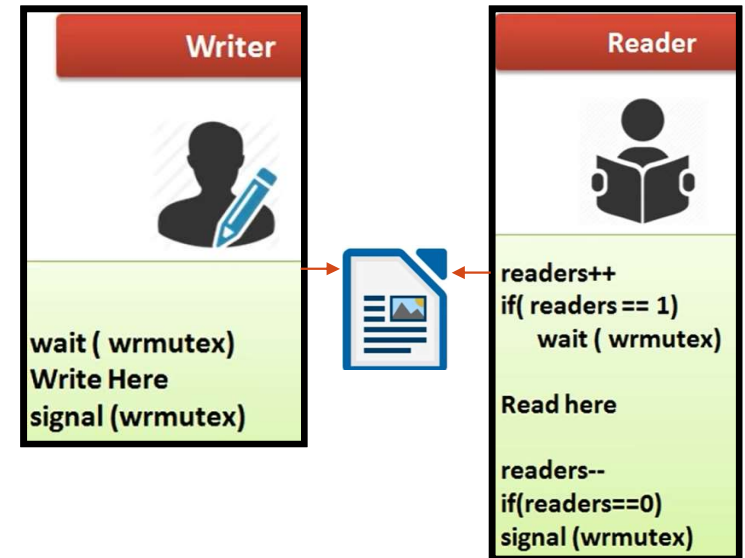 Writer
wait ( wrmutex)
Write Here
signal (wrmutex)
Reader
readers++
if( readers == 1)
wait ( wrmutex)
Read here
readers--
if(readers==0)
signal (wrmutex)